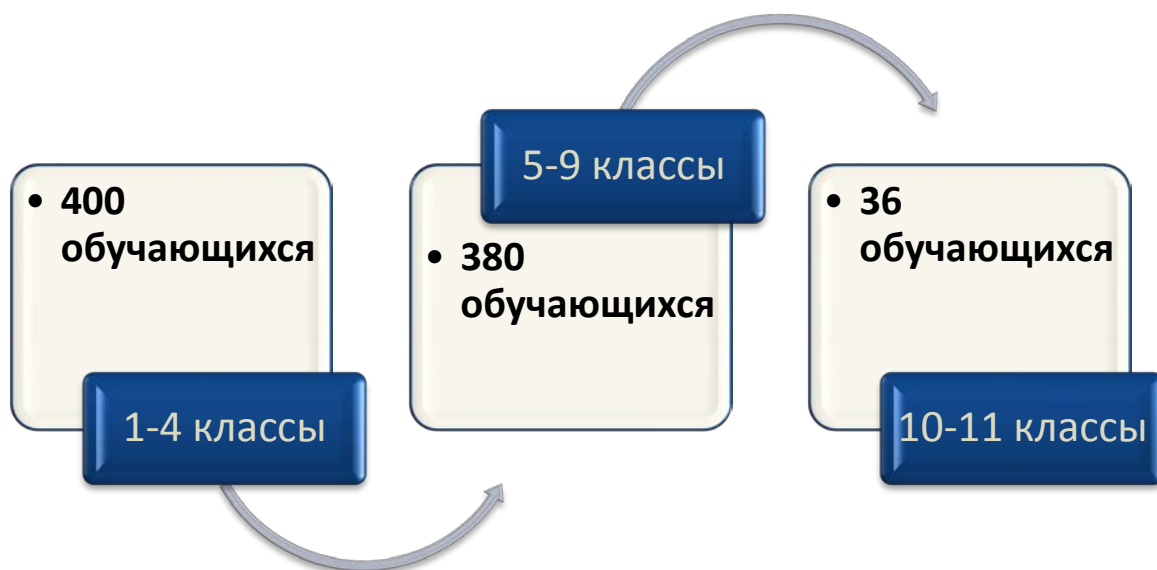 • 400
обучающихся
1-4 классы
5-9 классы
• 380
обучающихся
• 36
обучающихся
10-11 классы